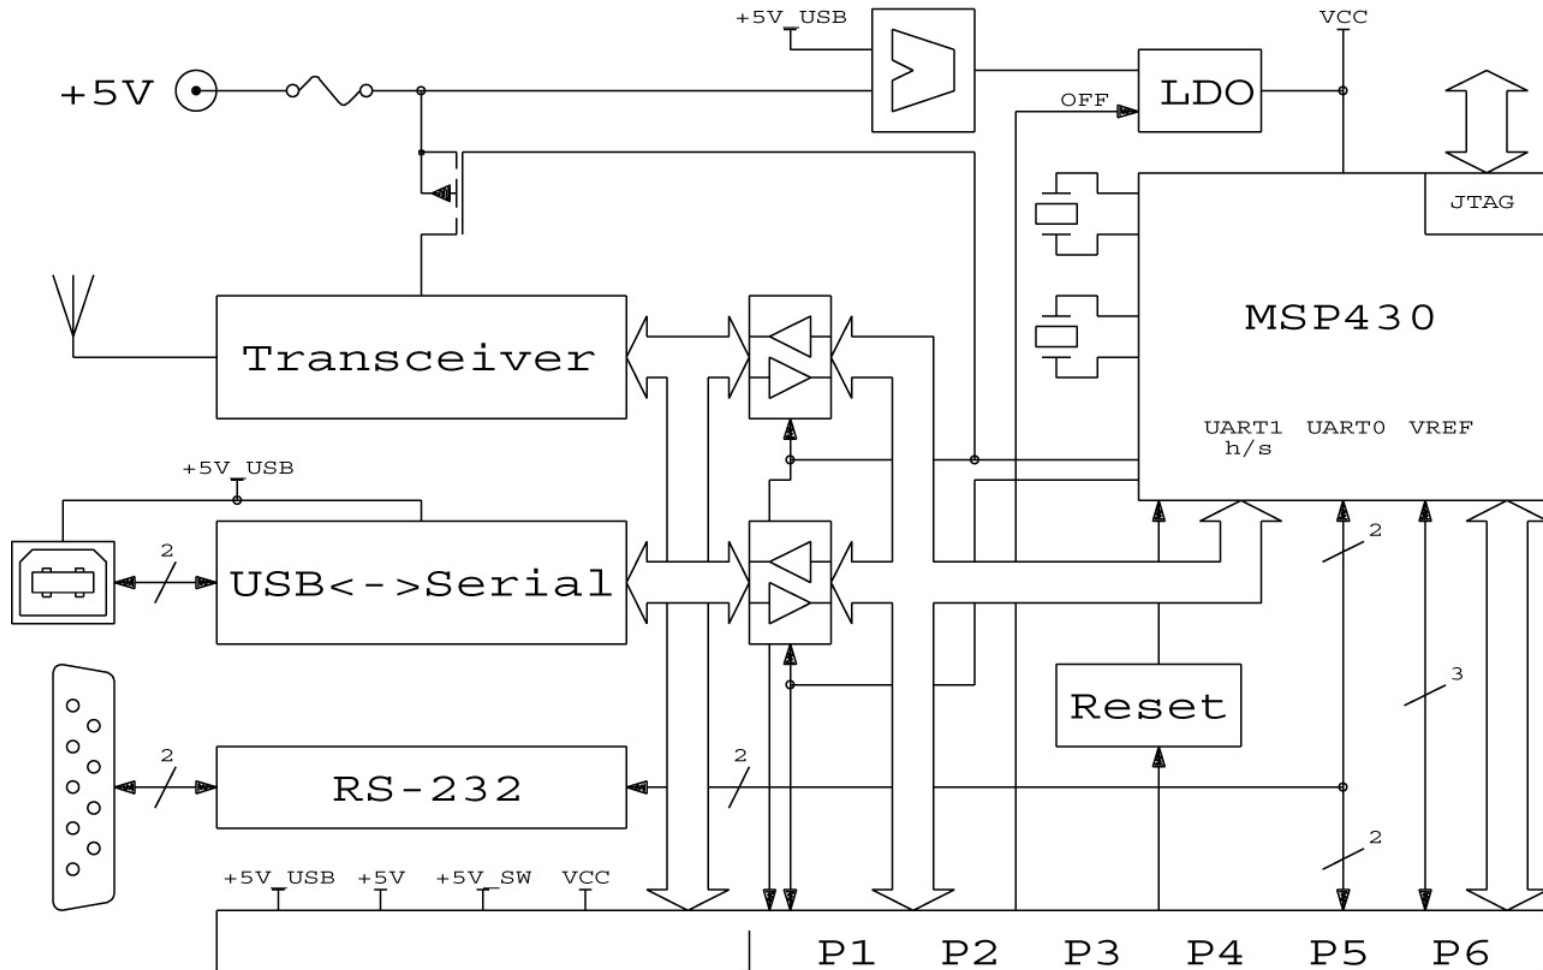 +5V_USB
VCC
+5V
LDO
OFF
JTAG
MSP430
Transceiver
UART1 UART0 VREF
h/s
+5V_USB
2
2
USB<->Serial
3
Reset
2
2
RS-232
2
+5V_USB +5V +5V_SW VCC
P1 P2 P3 P4 P5 P6